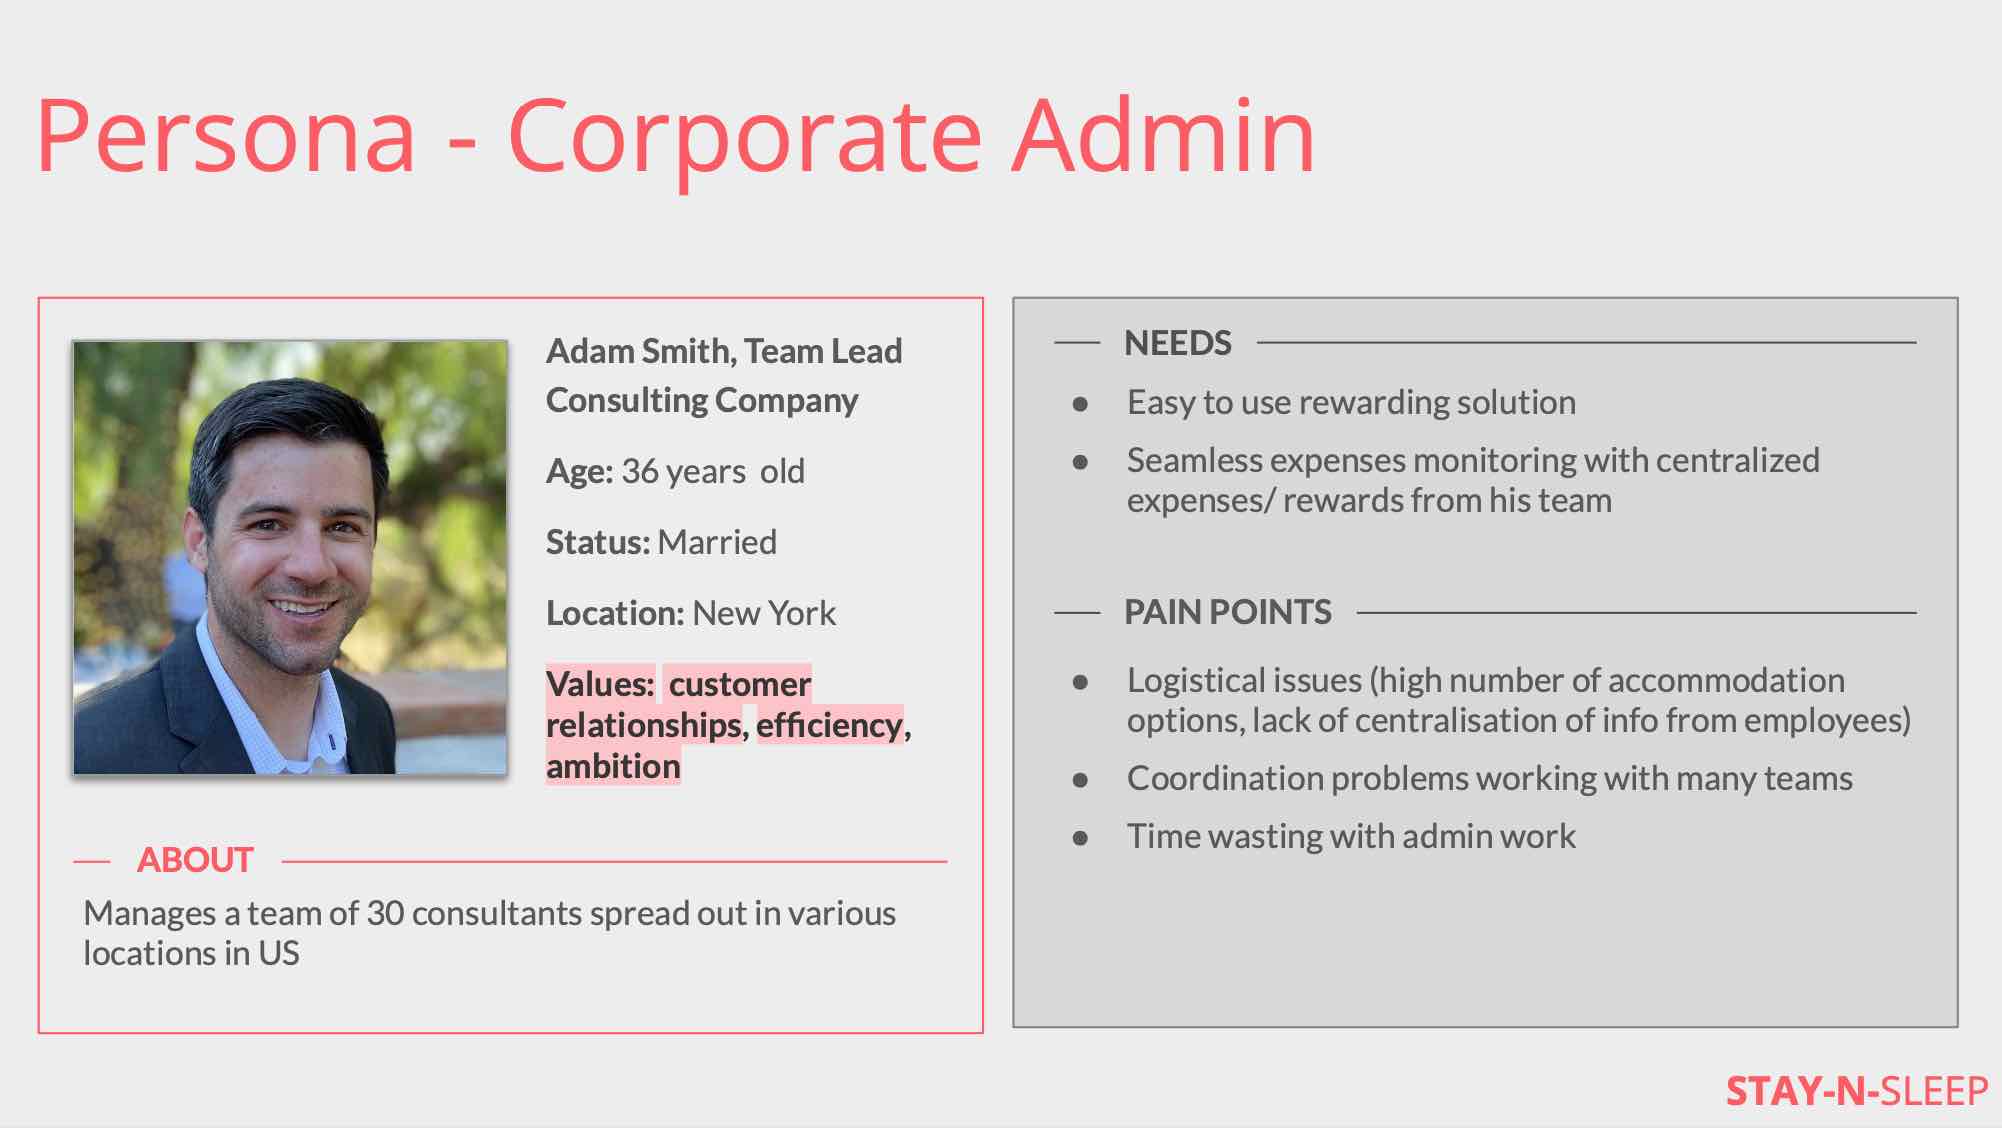 Persona - Corporate Admin
Adam Smith, Team Lead
Consulting Company
Age: 36 years  old
Status: Married
Location: New York
Values:  customer
relationships, efficiency,
ambition
ABOUT
Manages a team of 30 consultants spread out in various
locations in US
NEEDS
● Easy to use rewarding solution
● Seamless expenses monitoring with centralized
expenses/ rewards from his team
PAIN POINTS
● Logistical issues (high number of accommodation
options, lack of centralisation of info from employees)
● Coordination problems working with many teams
● Time wasting with admin work
STAY-N-SLEEP